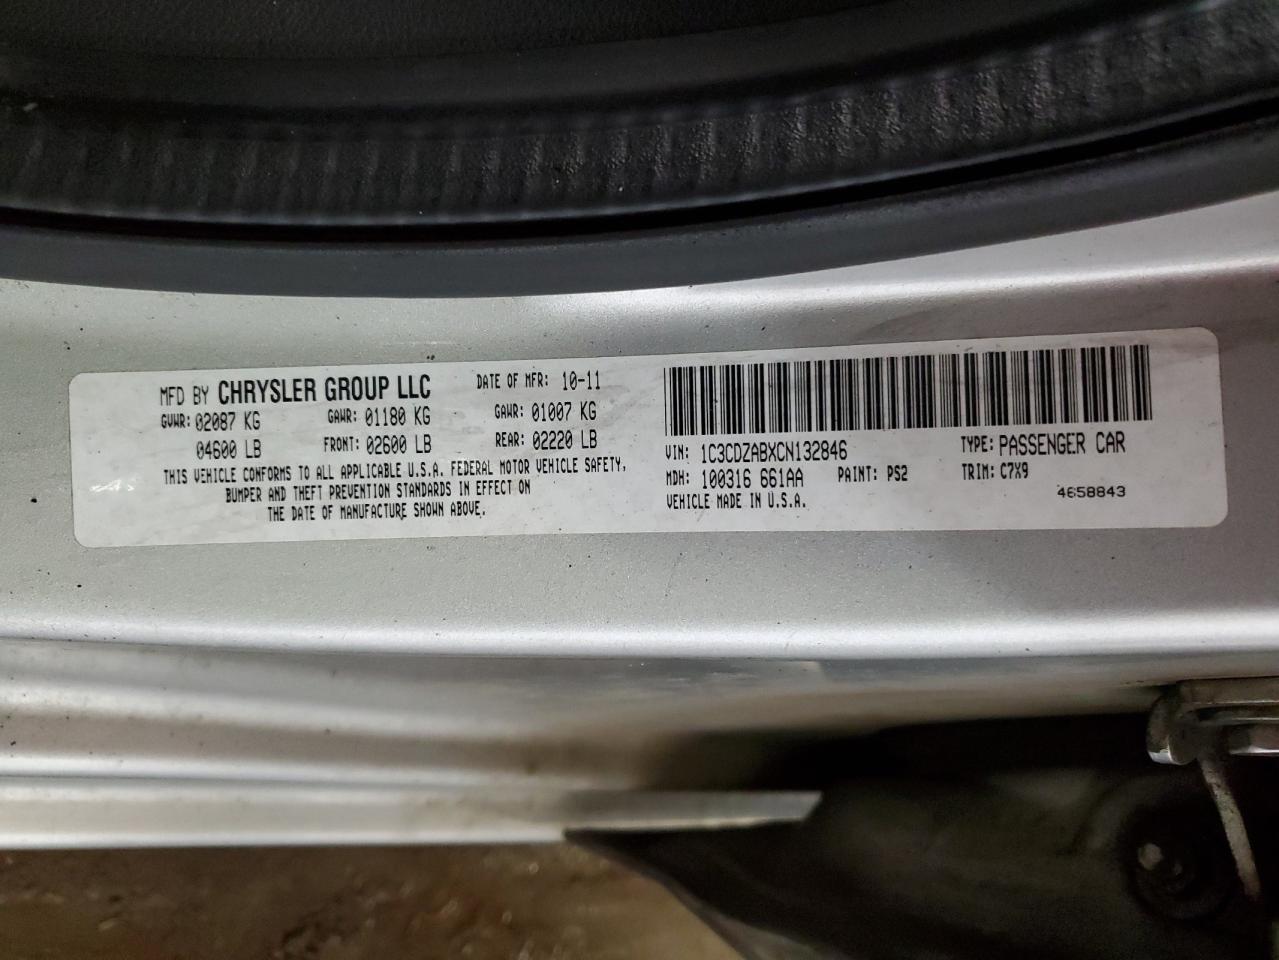 MFD BY CHRYSLER GROUP LLC DATE OF MFR: 10-11
GVWR: 02087 KG GAWR: 01180 KG GAWR: 01007 KG
04600 LB FRONT: 02600 LB REAR: 02220 LB
THIS VEHICLE CONFORMS TO ALL APPLICABLE U.S.A. FEDERAL MOTOR VEHICLE SAFETY,
BUMPER AND THEFT PREVENTION STANDARDS IN EFFECT ON
THE DATE OF MANUFACTURE SHOWN ABOVE.
VIN: 1C3CDZABXCN132846 TYPE: PASSENGER CAR
MDH: 100316 661AA PAINT: PS2 TRIM: C7X9
VEHICLE MADE IN U.S.A. 4658843